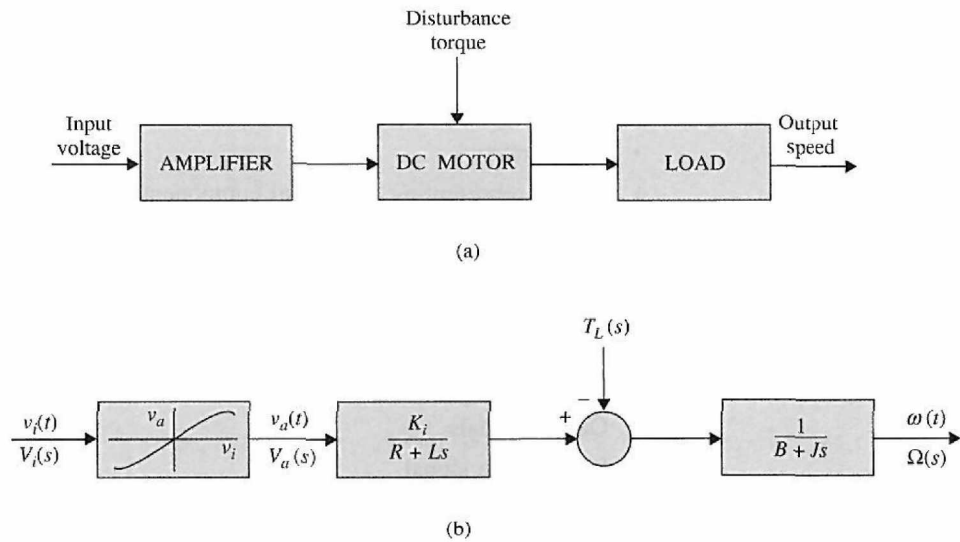 Disturbance
torque
Input
voltage
AMPLIFIER
DC MOTOR
LOAD
Output
speed
(a)
T_L(s)
v_i(t)
V_i(s)
v_a
v_i
v_a(t)
V_a(s)
K_i
R + Ls
+
−
1
B + Js
ω(t)
Ω(s)
(b)